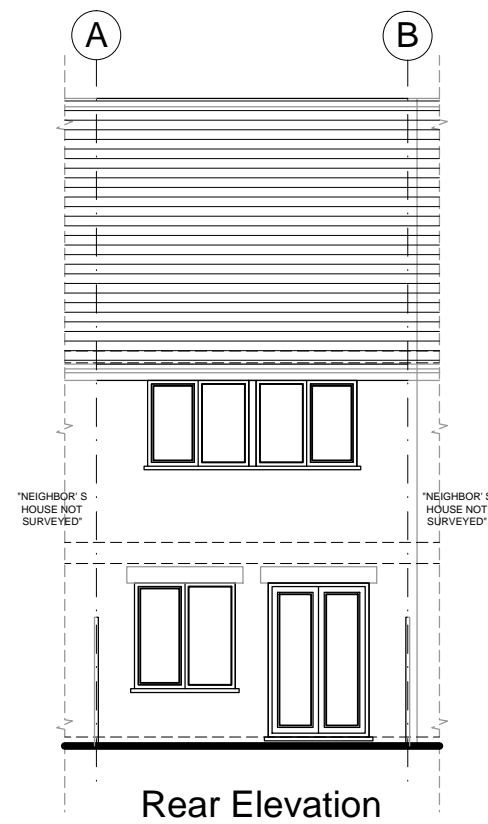 A
B
"NEIGHBOR' S
HOUSE NOT
SURVEYED"
"NEIGHBOR' S
HOUSE NOT
SURVEYED"
Rear Elevation